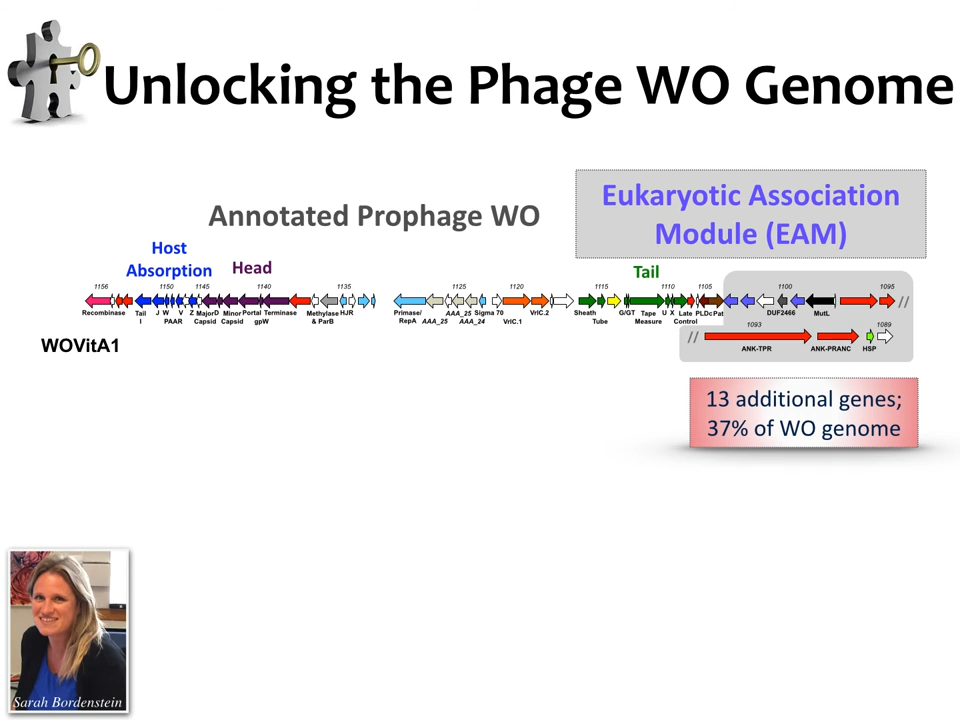 Unlocking the Phage WO Genome
Eukaryotic Association
Module (EAM)
Annotated Prophage WO
Host
Absorption
Head
Tail
1156 1150 1145 1140 1135 1125 1120 1115 1110 1105 1100 1095
Recombinase Tail J W V Z Major D Minor Portal Terminase Methylase HJR Primase/ AAA_25 Sigma 70 VrlC.2 Sheath G/GT Tape U X Late PLDc Pat DUF2466 MutL
I PAAR Capsid Capsid gpW & ParB RepA AAA_25 AAA_24 VrlC.1 Tube Measure Control
//
// 1093 1089
ANK-TPR ANK-PRANC HSP
WOVitA1
13 additional genes;
37% of WO genome
Sarah Bordenstein